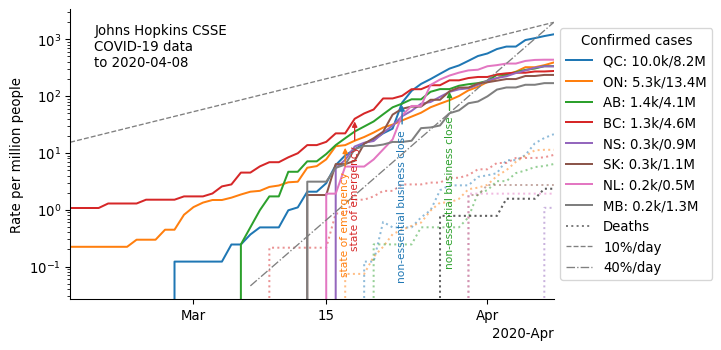 Johns Hopkins CSSE
COVID-19 data
to 2020-04-08
Rate per million people
10³
10²
10¹
10⁰
10⁻¹
state of emergency
state of emergency
non-essential business close
non-essential business close
Mar
15
Apr
2020-Apr
Confirmed cases
QC: 10.0k/8.2M
ON: 5.3k/13.4M
AB: 1.4k/4.1M
BC: 1.3k/4.6M
NS: 0.3k/0.9M
SK: 0.3k/1.1M
NL: 0.2k/0.5M
MB: 0.2k/1.3M
Deaths
10%/day
40%/day